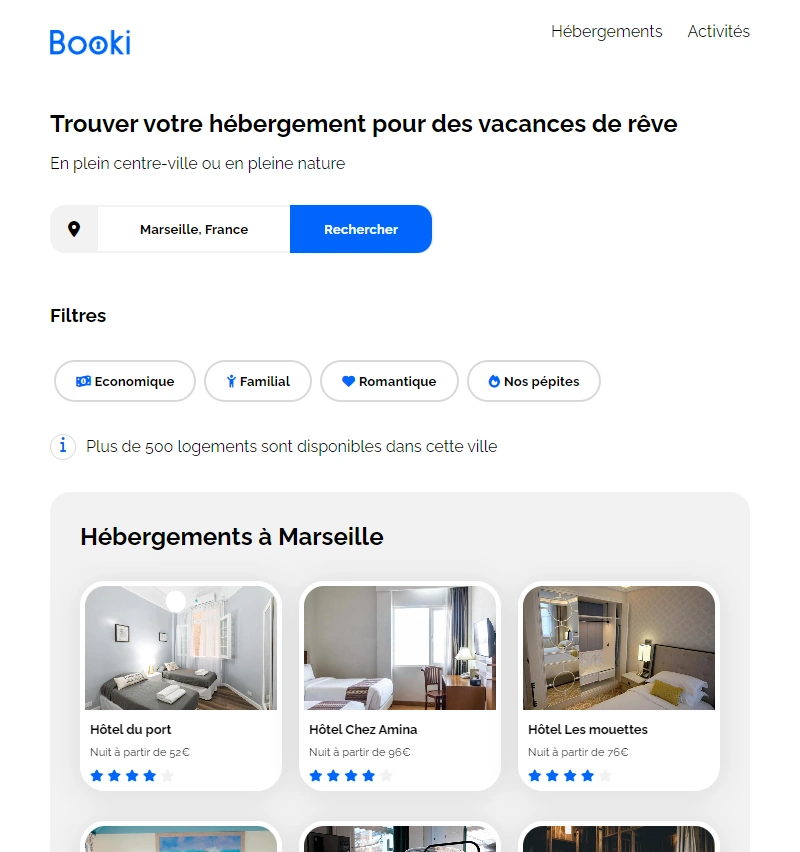 Booki
Hébergements Activités
Trouver votre hébergement pour des vacances de rêve
En plein centre-ville ou en pleine nature
Marseille, France Rechercher
Filtres
Economique Familial Romantique Nos pépites
i Plus de 500 logements sont disponibles dans cette ville
Hébergements à Marseille
Hôtel du port Hôtel Chez Amina Hôtel Les mouettes
Nuit à partir de 52€ Nuit à partir de 96€ Nuit à partir de 76€